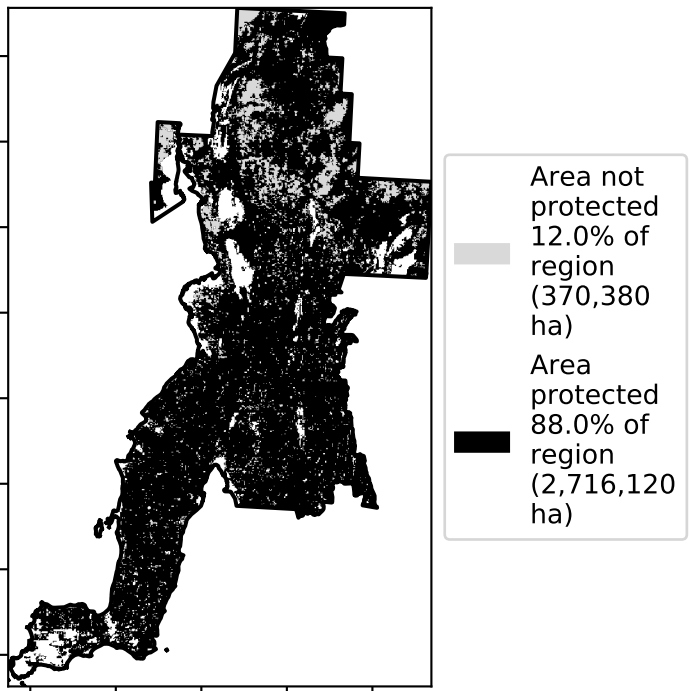 Area not
protected
12.0% of
region
(370,380
ha)
Area
protected
88.0% of
region
(2,716,120
ha)